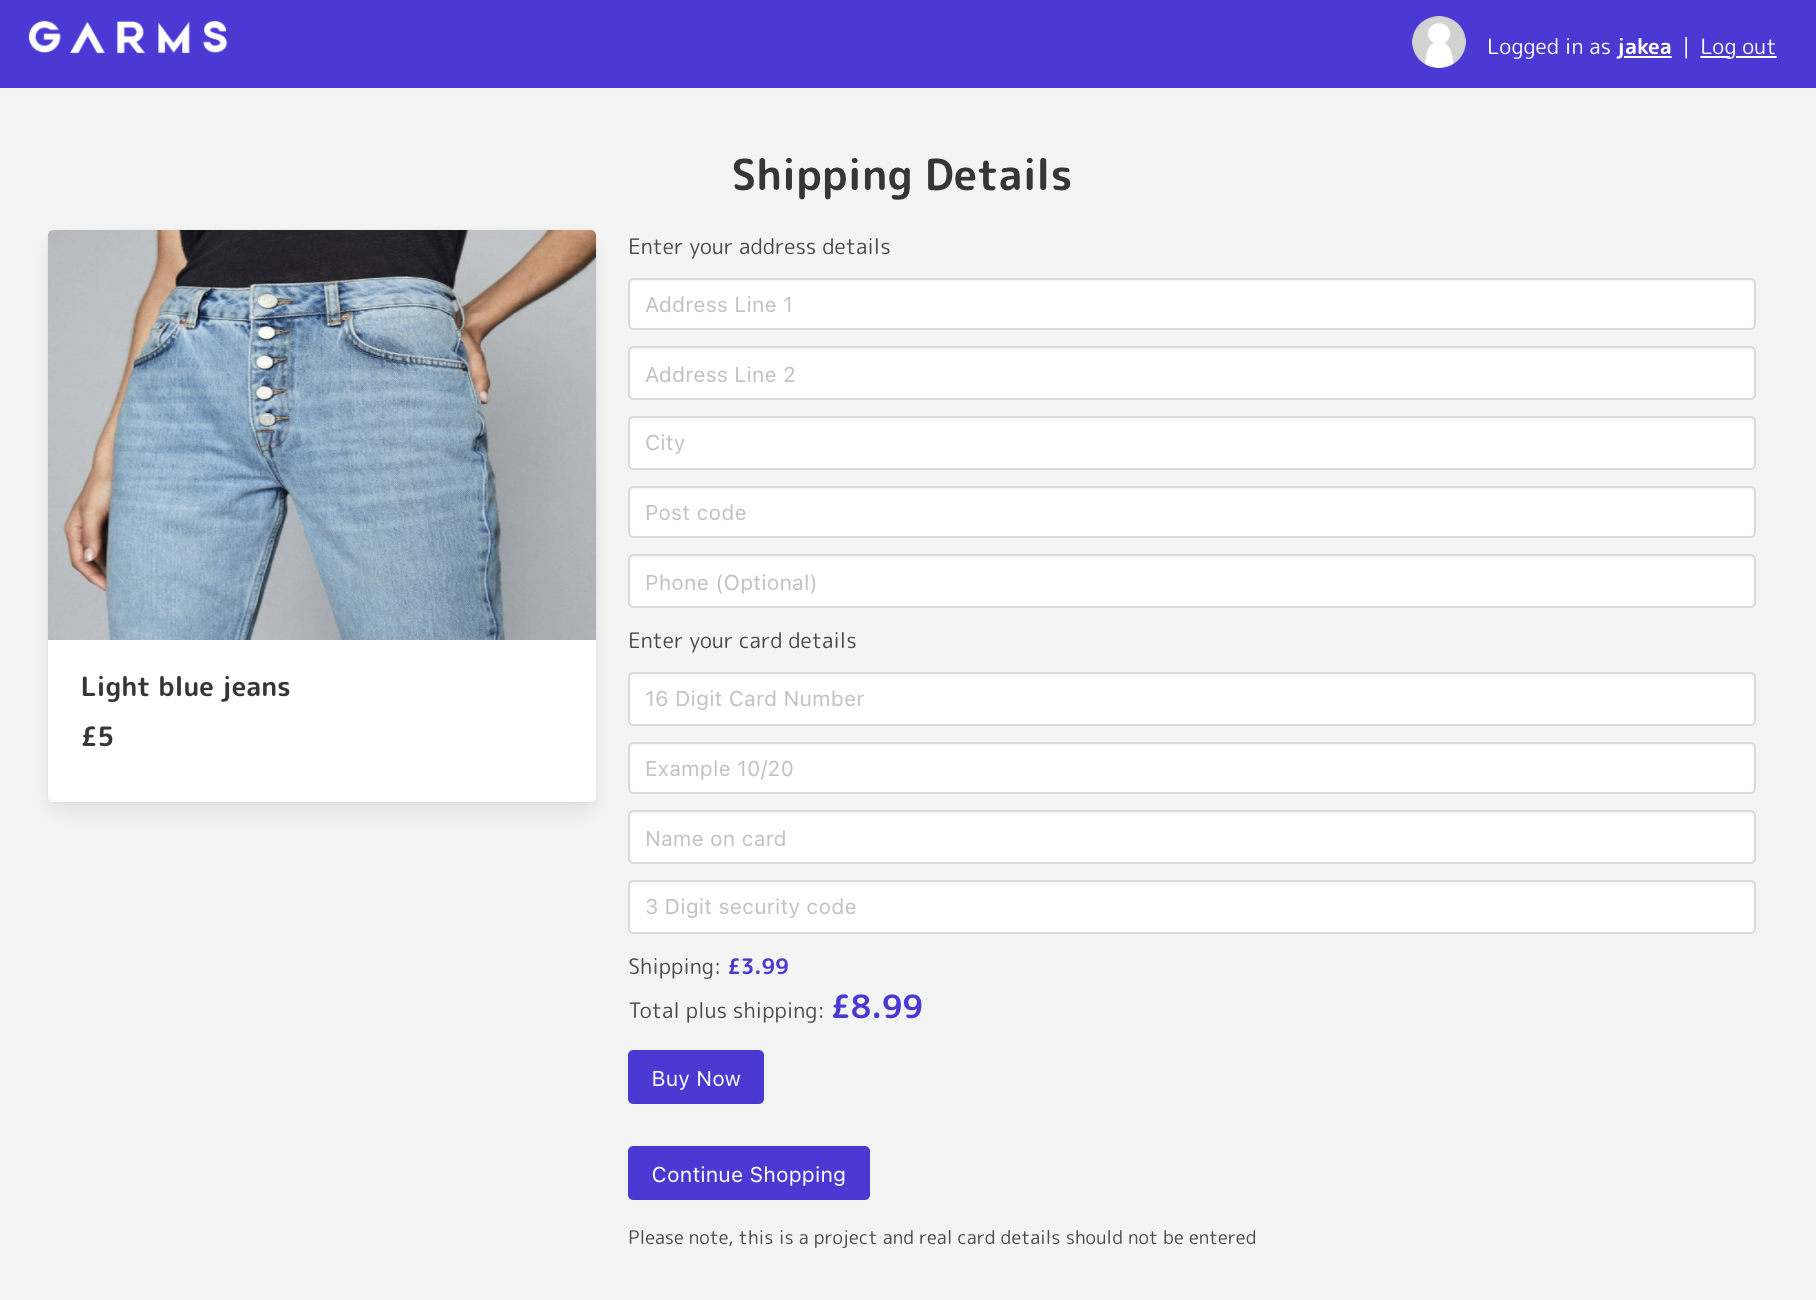 GARMS
Logged in as jakea | Log out
Shipping Details
Light blue jeans
£5
Enter your address details
Address Line 1
Address Line 2
City
Post code
Phone (Optional)
Enter your card details
16 Digit Card Number
Example 10/20
Name on card
3 Digit security code
Shipping: £3.99
Total plus shipping: £8.99
Buy Now
Continue Shopping
Please note, this is a project and real card details should not be entered